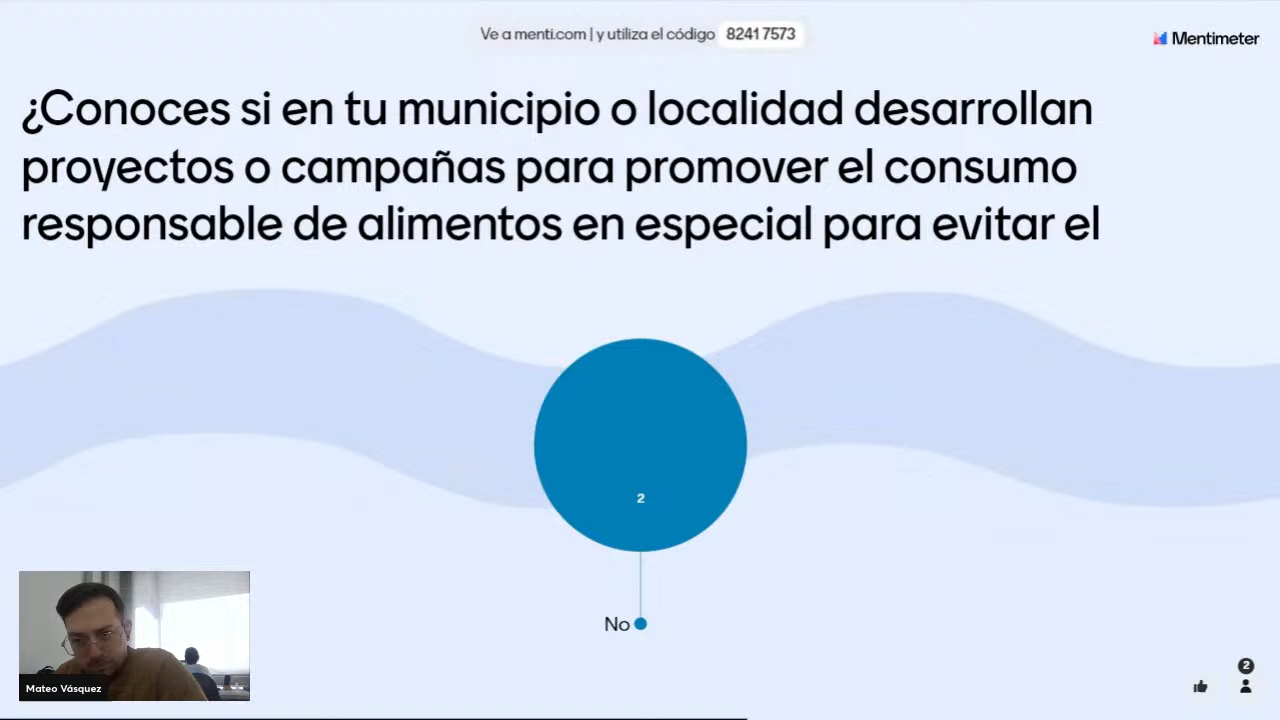 Ve a menti.com | y utiliza el código 8241 7573
Mentimeter
¿Conoces si en tu municipio o localidad desarrollan
proyectos o campañas para promover el consumo
responsable de alimentos en especial para evitar el
2
No
Mateo Vásquez
2